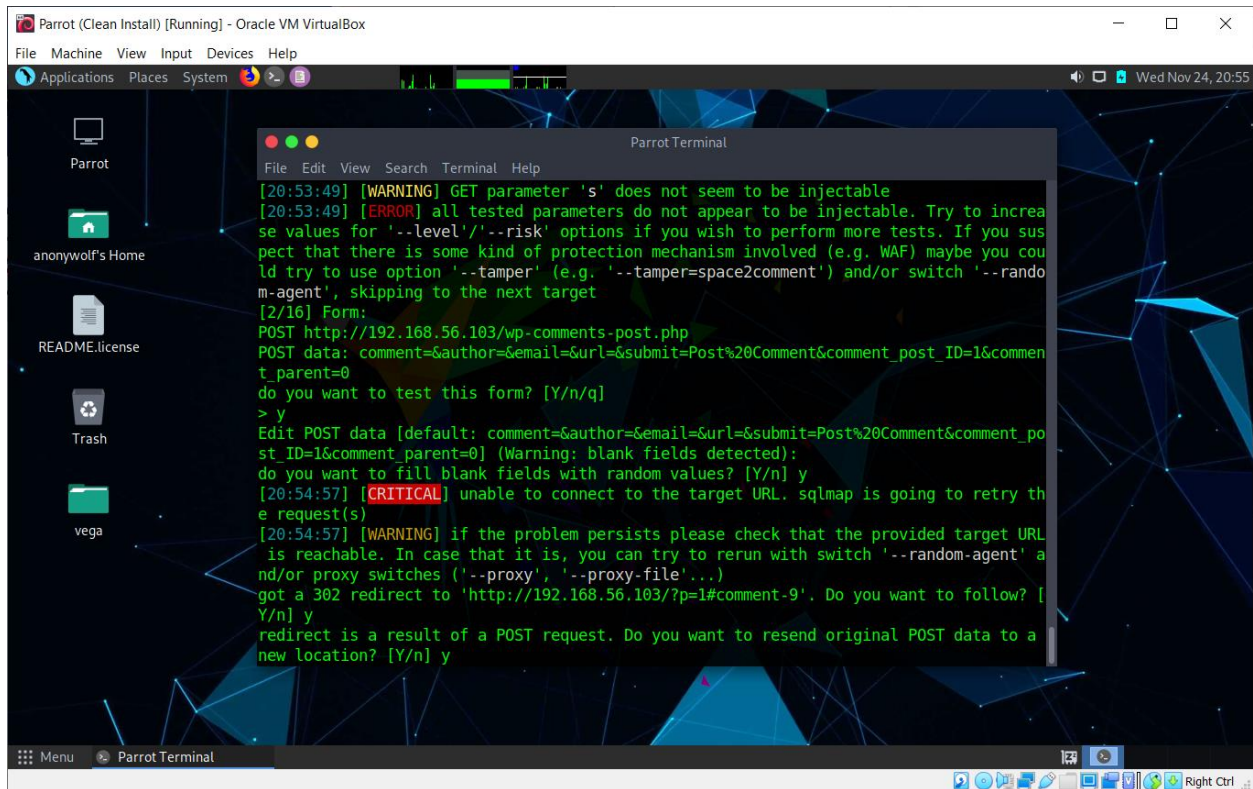 Parrot (Clean Install) [Running] - Oracle VM VirtualBox
File Machine View Input Devices Help
Applications Places System
Wed Nov 24, 20:55
Parrot
anonywolf's Home
README.license
Trash
vega
Parrot Terminal
File Edit View Search Terminal Help
[20:53:49] [WARNING] GET parameter 's' does not seem to be injectable
[20:53:49] [ERROR] all tested parameters do not appear to be injectable. Try to increa
se values for '--level'/'--risk' options if you wish to perform more tests. If you sus
pect that there is some kind of protection mechanism involved (e.g. WAF) maybe you cou
ld try to use option '--tamper' (e.g. '--tamper=space2comment') and/or switch '--rando
m-agent', skipping to the next target
[2/16] Form:
POST http://192.168.56.103/wp-comments-post.php
POST data: comment=&author=&email=&url=&submit=Post%20Comment&comment_post_ID=1&commen
t_parent=0
do you want to test this form? [Y/n/q]
> y
Edit POST data [default: comment=&author=&email=&url=&submit=Post%20Comment&comment_po
st_ID=1&comment_parent=0] (Warning: blank fields detected):
do you want to fill blank fields with random values? [Y/n] y
[20:54:57] [CRITICAL] unable to connect to the target URL. sqlmap is going to retry th
e request(s)
[20:54:57] [WARNING] if the problem persists please check that the provided target URL
is reachable. In case that it is, you can try to rerun with switch '--random-agent' a
nd/or proxy switches ('--proxy', '--proxy-file'...)
got a 302 redirect to 'http://192.168.56.103/?p=1#comment-9'. Do you want to follow? [
Y/n] y
redirect is a result of a POST request. Do you want to resend original POST data to a
new location? [Y/n] y
Menu
Parrot Terminal
Right Ctrl